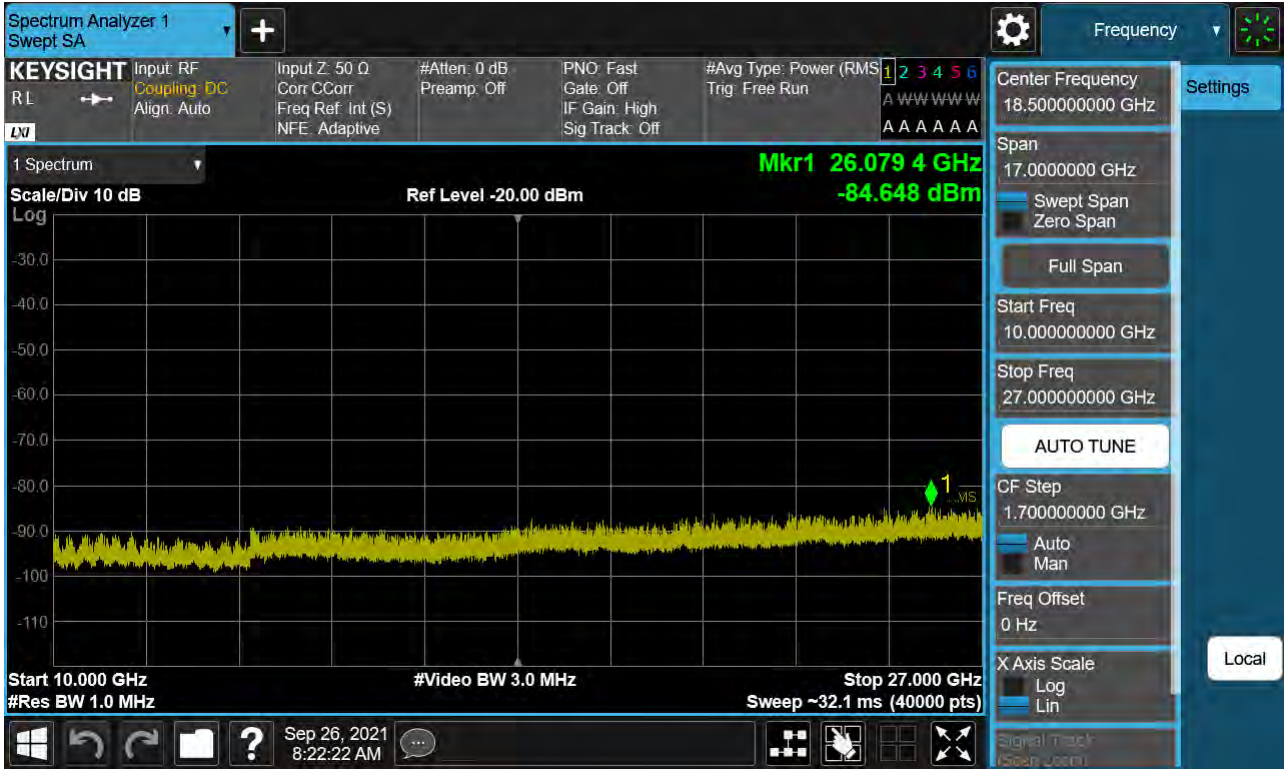 Spectrum Analyzer 1
Swept SA
+
Frequency
KEYSIGHT
R L
LXI
Input: RF
Coupling: DC
Align: Auto
Input Z: 50 Ω
Corr CCorr
Freq Ref: Int (S)
NFE: Adaptive
#Atten: 0 dB
Preamp: Off
PNO: Fast
Gate: Off
IF Gain: High
Sig Track: Off
#Avg Type: Power (RMS
Trig: Free Run
1 2 3 4 5 6
A W W W W W
A A A A A A
1 Spectrum
Scale/Div 10 dB
Ref Level -20.00 dBm
Mkr1 26.079 4 GHz
-84.648 dBm
Log
-30.0
-40.0
-50.0
-60.0
-70.0
-80.0
-90.0
-100
-110
1
Start 10.000 GHz
#Video BW 3.0 MHz
Stop 27.000 GHz
#Res BW 1.0 MHz
Sweep ~32.1 ms (40000 pts)
?
Sep 26, 2021
8:22:22 AM
Center Frequency
18.500000000 GHz
Span
17.0000000 GHz
Swept Span
Zero Span
Full Span
Start Freq
10.000000000 GHz
Stop Freq
27.000000000 GHz
AUTO TUNE
CF Step
1.700000000 GHz
Auto
Man
Freq Offset
0 Hz
X Axis Scale
Log
Lin
Signal Track
(Span Zoom)
Settings
Local